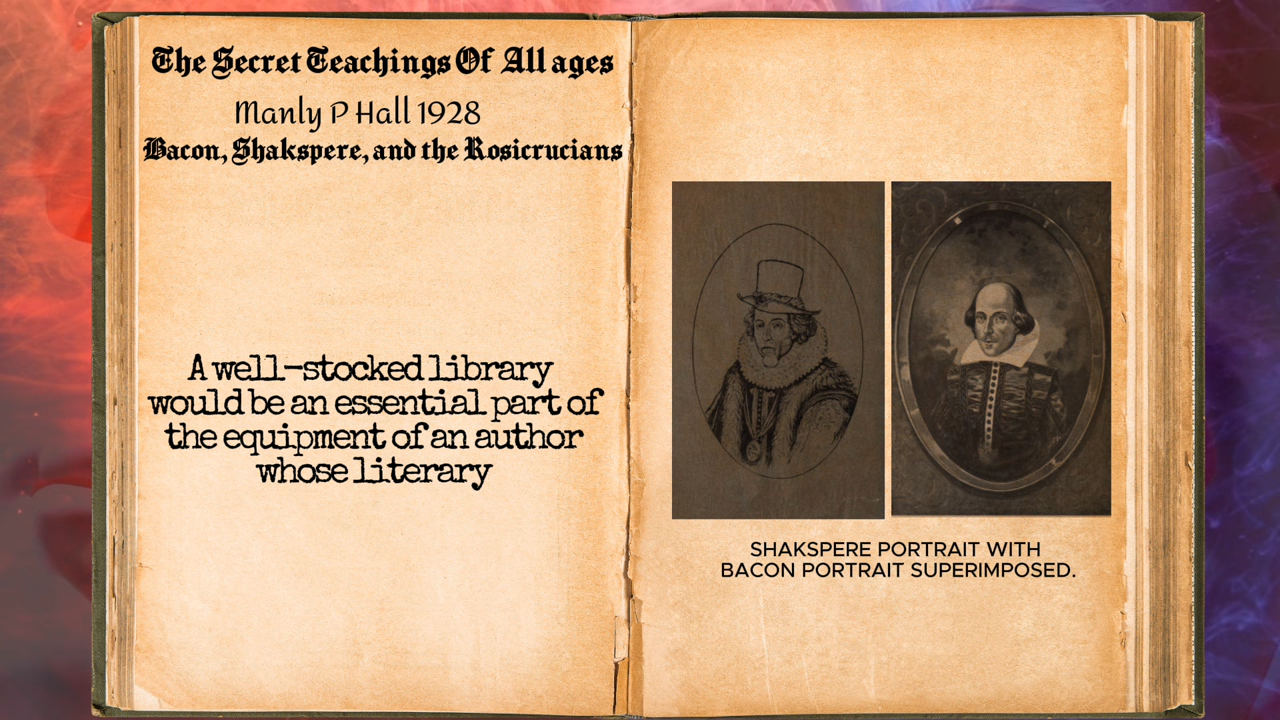 The Secret Teachings Of All ages
Manly P Hall 1928
Bacon, Shakspere, and the Rosicrucians
A well-stocked library
would be an essential part of
the equipment of an author
whose literary
SHAKSPERE PORTRAIT WITH
BACON PORTRAIT SUPERIMPOSED.